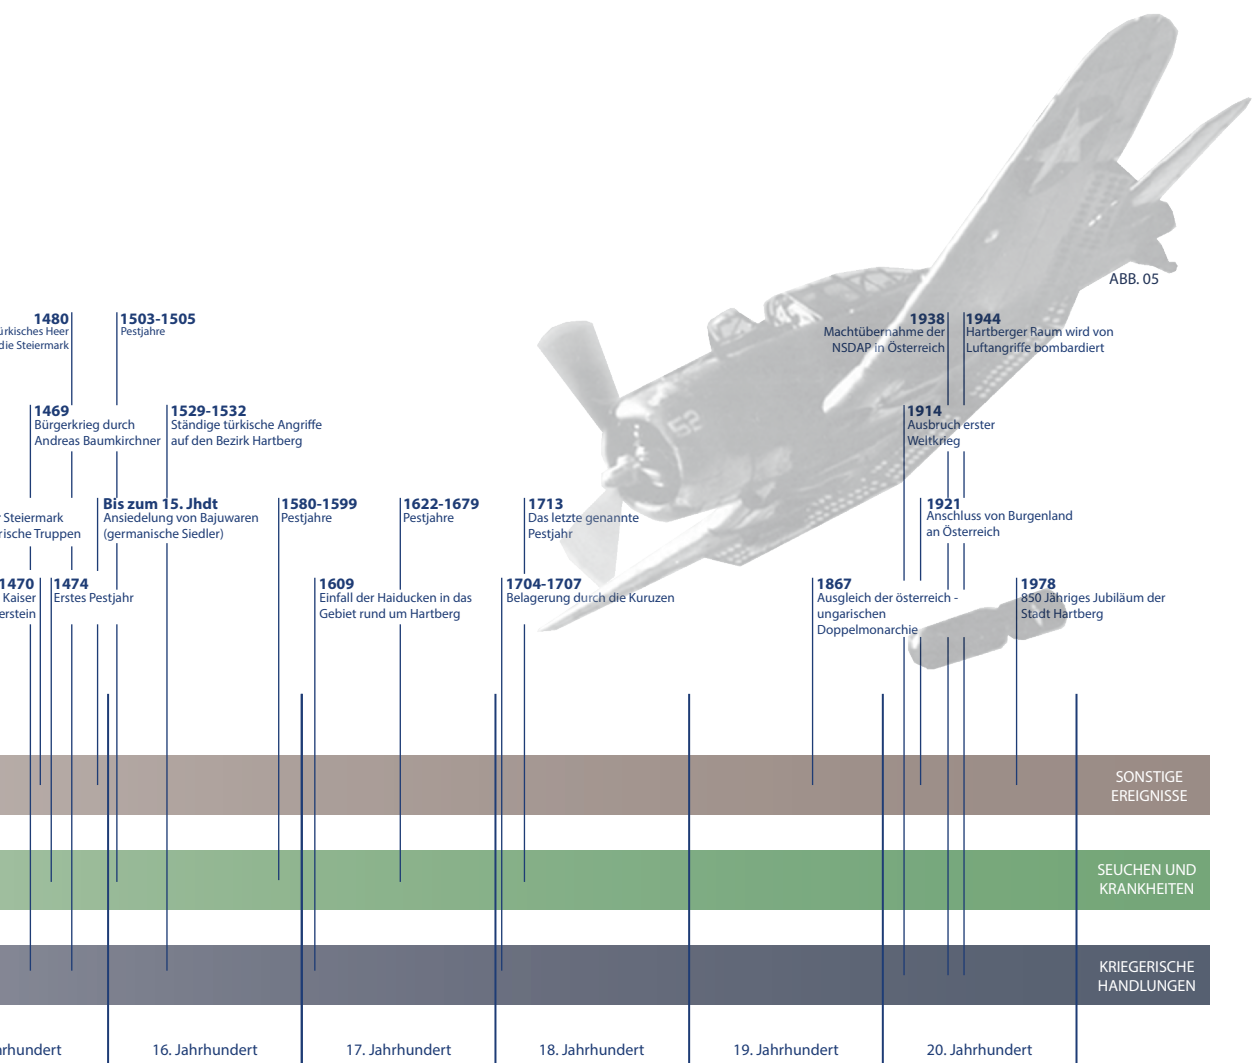 ABB. 05
1480
ürkisches Heer
die Steiermark
1503-1505
Pestjahre
1938
Machtübernahme der
NSDAP in Österreich
1944
Hartberger Raum wird von
Luftangriffe bombardiert
1469
Bürgerkrieg durch
Andreas Baumkirchner
1529-1532
Ständige türkische Angriffe
auf den Bezirk Hartberg
52
1914
Ausbruch erster
Weltkrieg
Steiermark
rische Truppen
Bis zum 15. Jhdt
Ansiedelung von Bajuwaren
(germanische Siedler)
1580-1599
Pestjahre
1622-1679
Pestjahre
1713
Das letzte genannte
Pestjahr
1921
Anschluss von Burgenland
an Österreich
1470
Kaiser
erstein
1474
Erstes Pestjahr
1609
Einfall der Haiducken in das
Gebiet rund um Hartberg
1704-1707
Belagerung durch die Kuruzen
1867
Ausgleich der österreich -
ungarischen
Doppelmonarchie
1978
850 Jähriges Jubiläum der
Stadt Hartberg
SONSTIGE
EREIGNISSE
SEUCHEN UND
KRANKHEITEN
KRIEGERISCHE
HANDLUNGEN
hrhundert
16. Jahrhundert
17. Jahrhundert
18. Jahrhundert
19. Jahrhundert
20. Jahrhundert